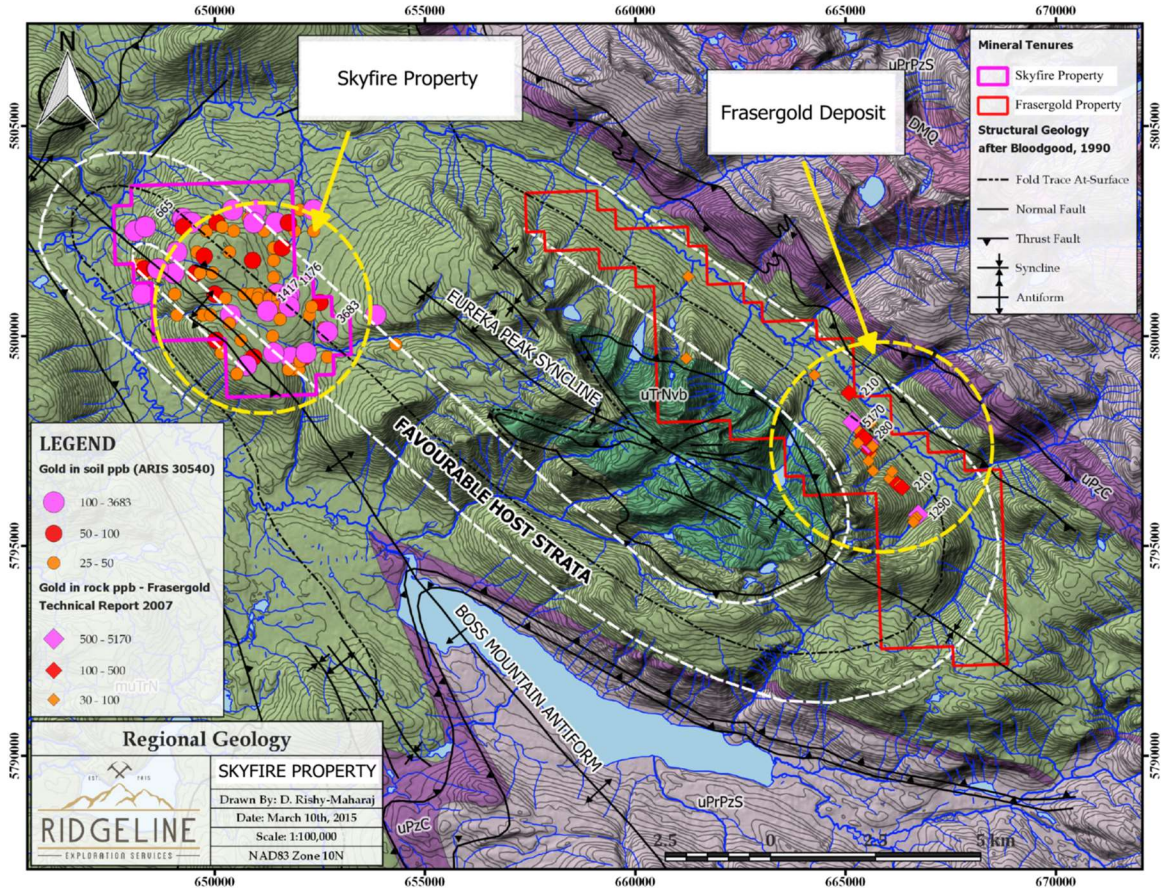 650000
655000
660000
665000
670000
5805000
5805000
5800000
5800000
5795000
5795000
5790000
5790000
N
Skyfire Property
Frasergold Deposit
Mineral Tenures
Skyfire Property
Frasergold Property
Structural Geology
after Bloodgood, 1990
Fold Trace At-Surface
Normal Fault
Thrust Fault
Syncline
Antiform
uPrPzS
DMQ
665
1417
1176
3683
EUREKA PEAK SYNCLINE
uTrNvb
FAVOURABLE HOST STRATA
210
5170
280
210
1290
uPzC
BOSS MOUNTAIN ANTIFORM
uPrPzS
uPzC
LEGEND
Gold in soil ppb (ARIS 30540)
100 - 3683
50 - 100
25 - 50
Gold in rock ppb - Frasergold
Technical Report 2007
500 - 5170
100 - 500
30 - 100
muTrN
Regional Geology
EST. 2015
RIDGELINE
EXPLORATION SERVICES
SKYFIRE PROPERTY
Drawn By: D. Rishy-Maharaj
Date: March 10th, 2015
Scale: 1:100,000
NAD83 Zone 10N
2.5 0 2.5 5 km
650000
655000
660000
665000
670000